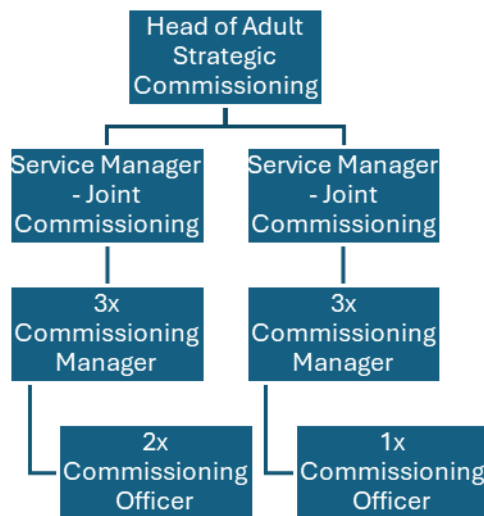 Head of Adult
Strategic
Commissioning
Service Manager
- Joint
Commissioning
Service Manager
- Joint
Commissioning
3x
Commissioning
Manager
3x
Commissioning
Manager
2x
Commissioning
Officer
1x
Commissioning
Officer